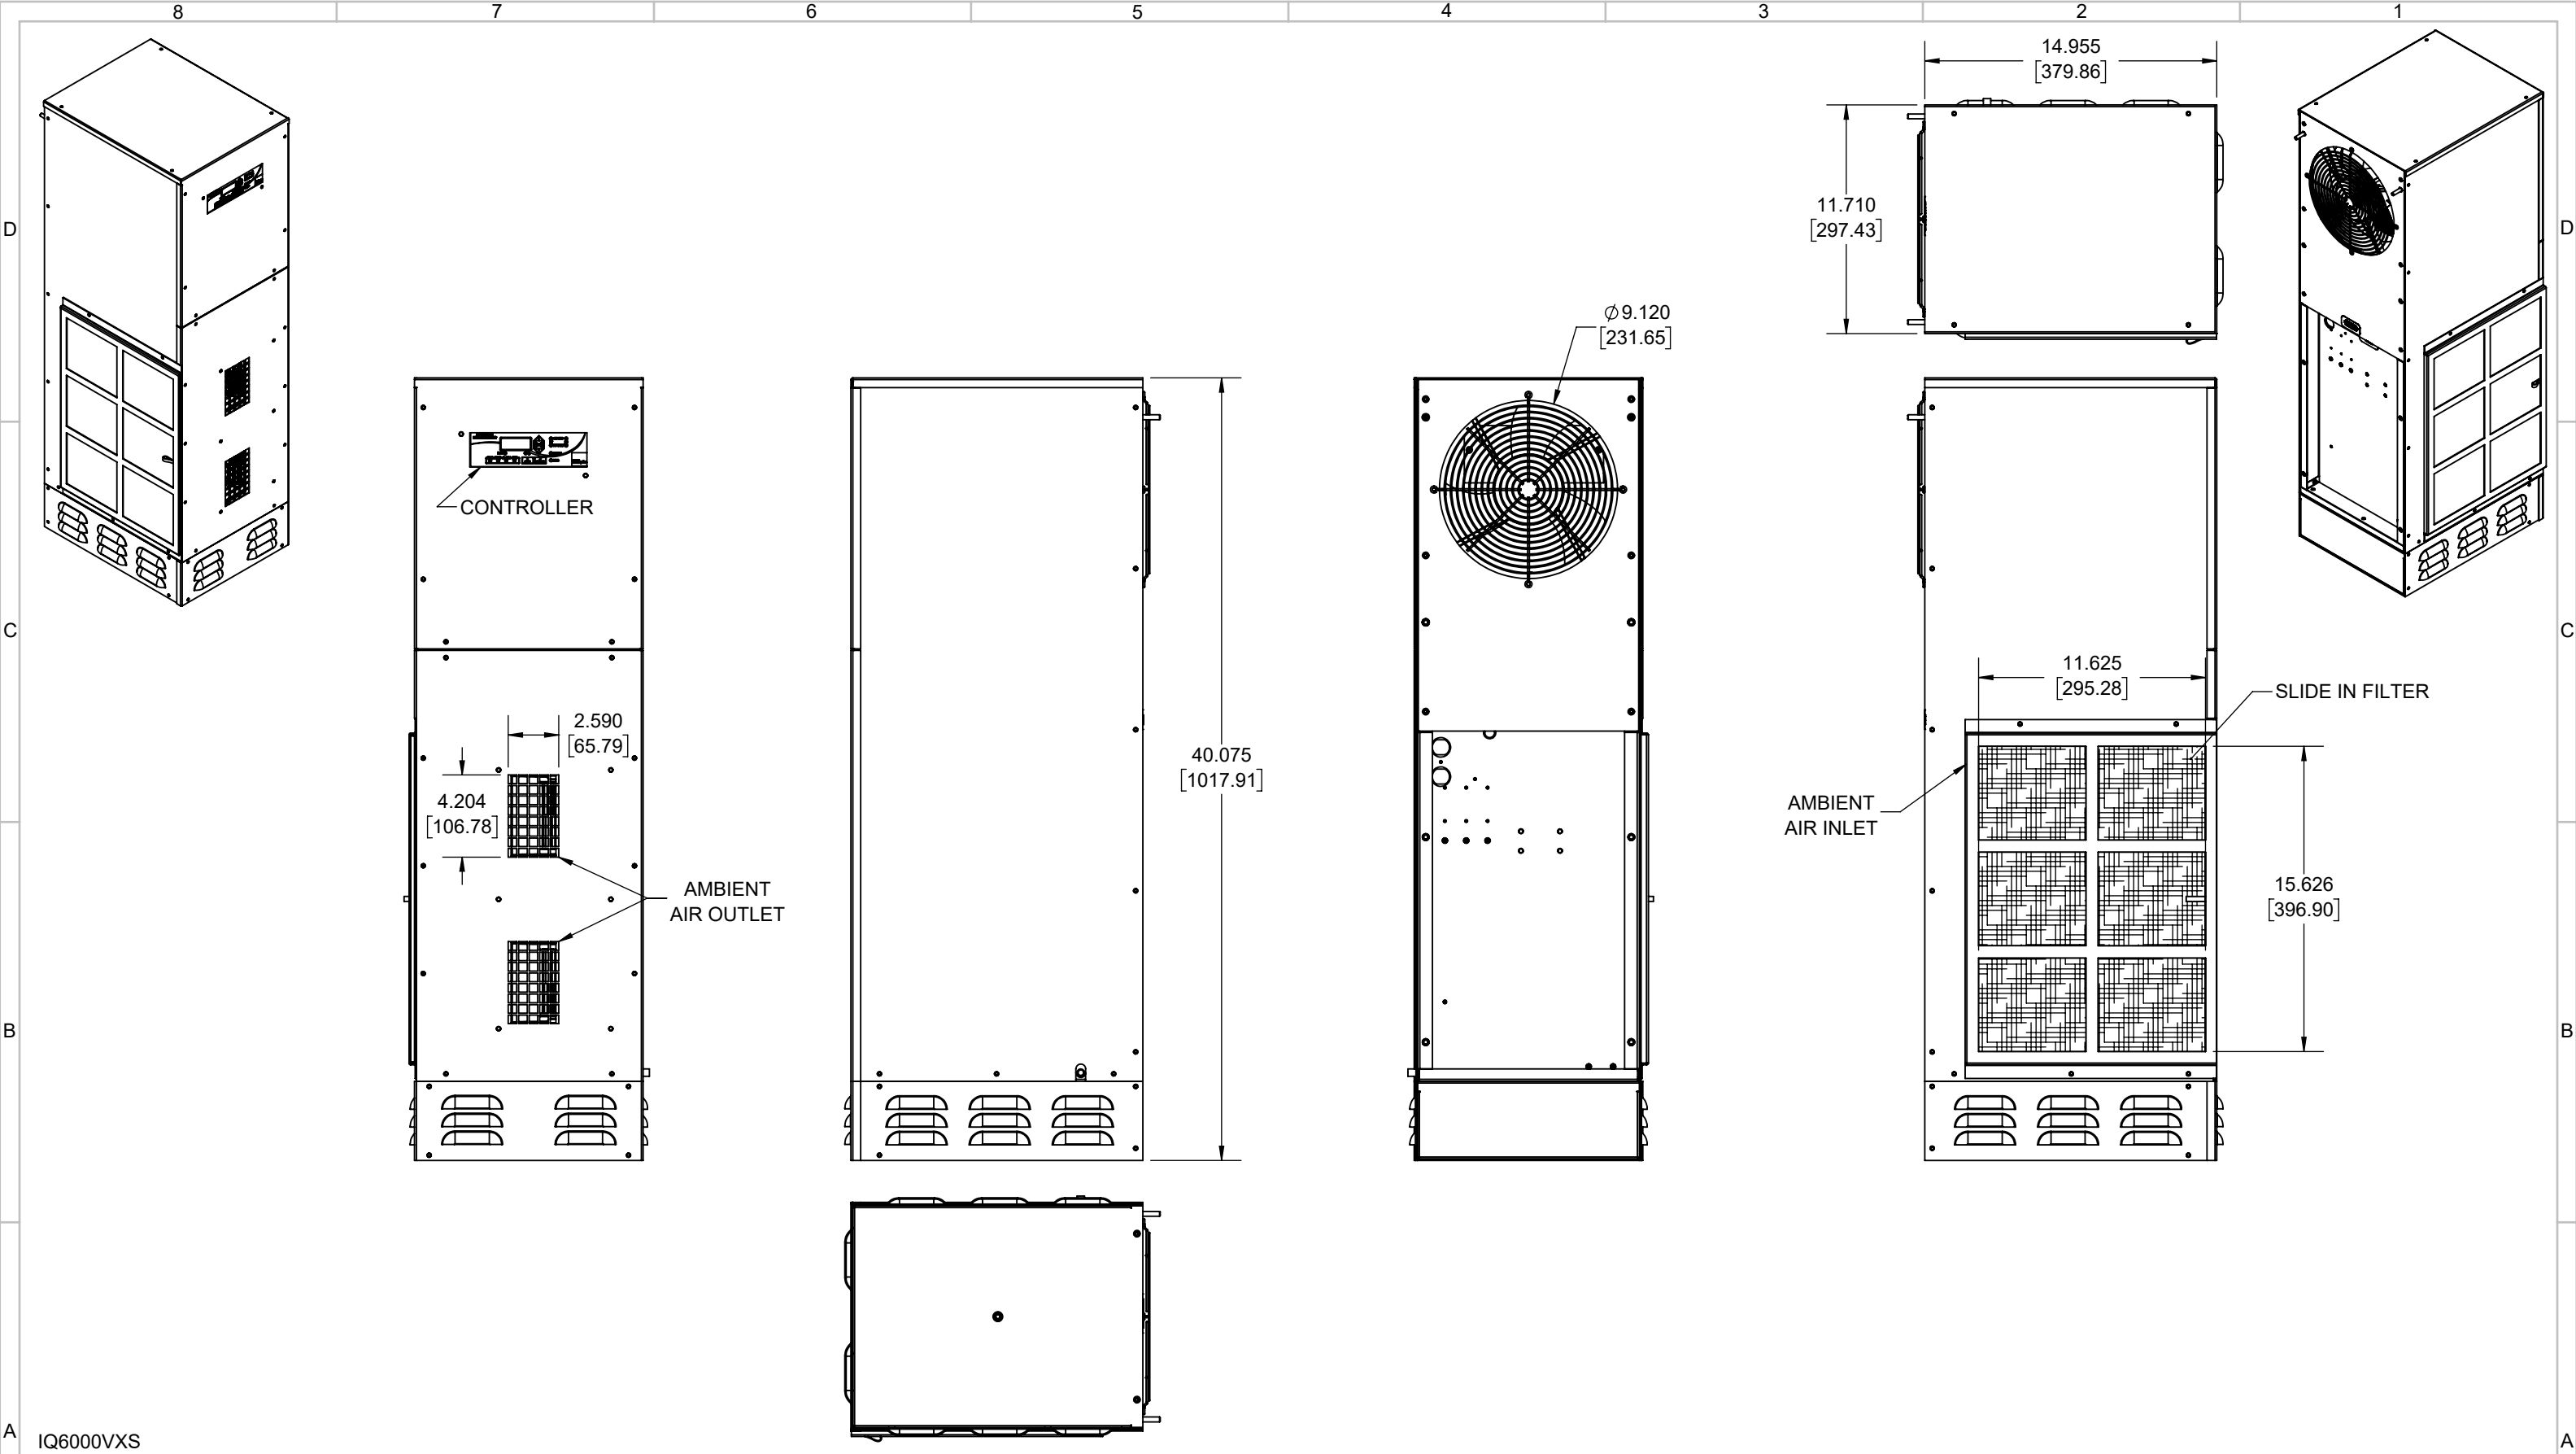 8 7 6 5 4 3 2 1
14.955
[379.86]
11.710
[297.43]
D
D
⌀9.120
[231.65]
CONTROLLER
C
C
11.625
[295.28]
SLIDE IN FILTER
2.590
[65.79]
40.075
[1017.91]
4.204
[106.78]
AMBIENT
AIR INLET
AMBIENT
AIR OUTLET
15.626
[396.90]
B
B
A
A
IQ6000VXS